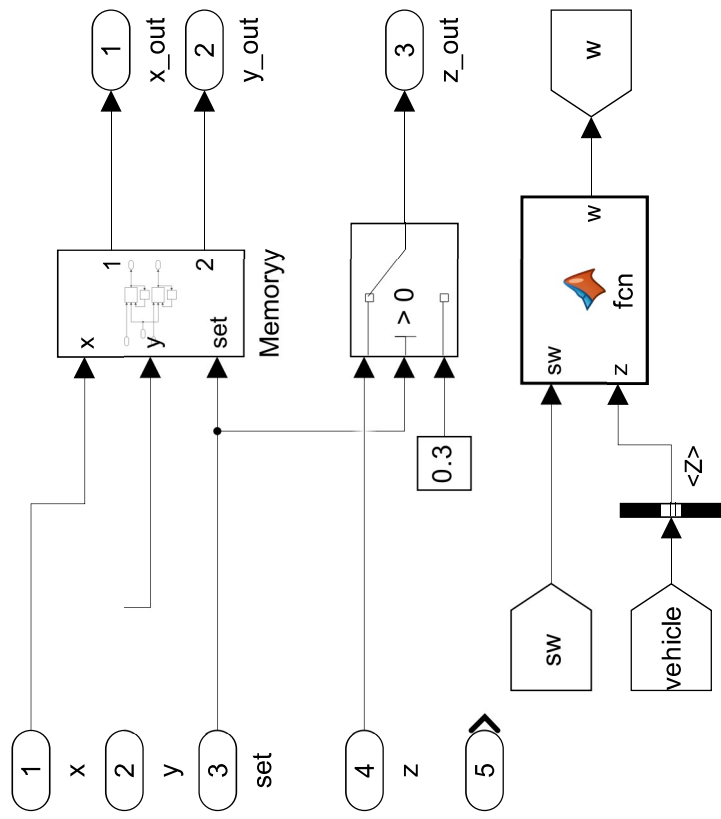 1
x
2
y
3
set
4
z
5
x
y
set
1
2
Memoryy
1
x_out
2
y_out
> 0
0.3
3
z_out
sw
vehicle
<Z>
sw
z
fcn
w
w